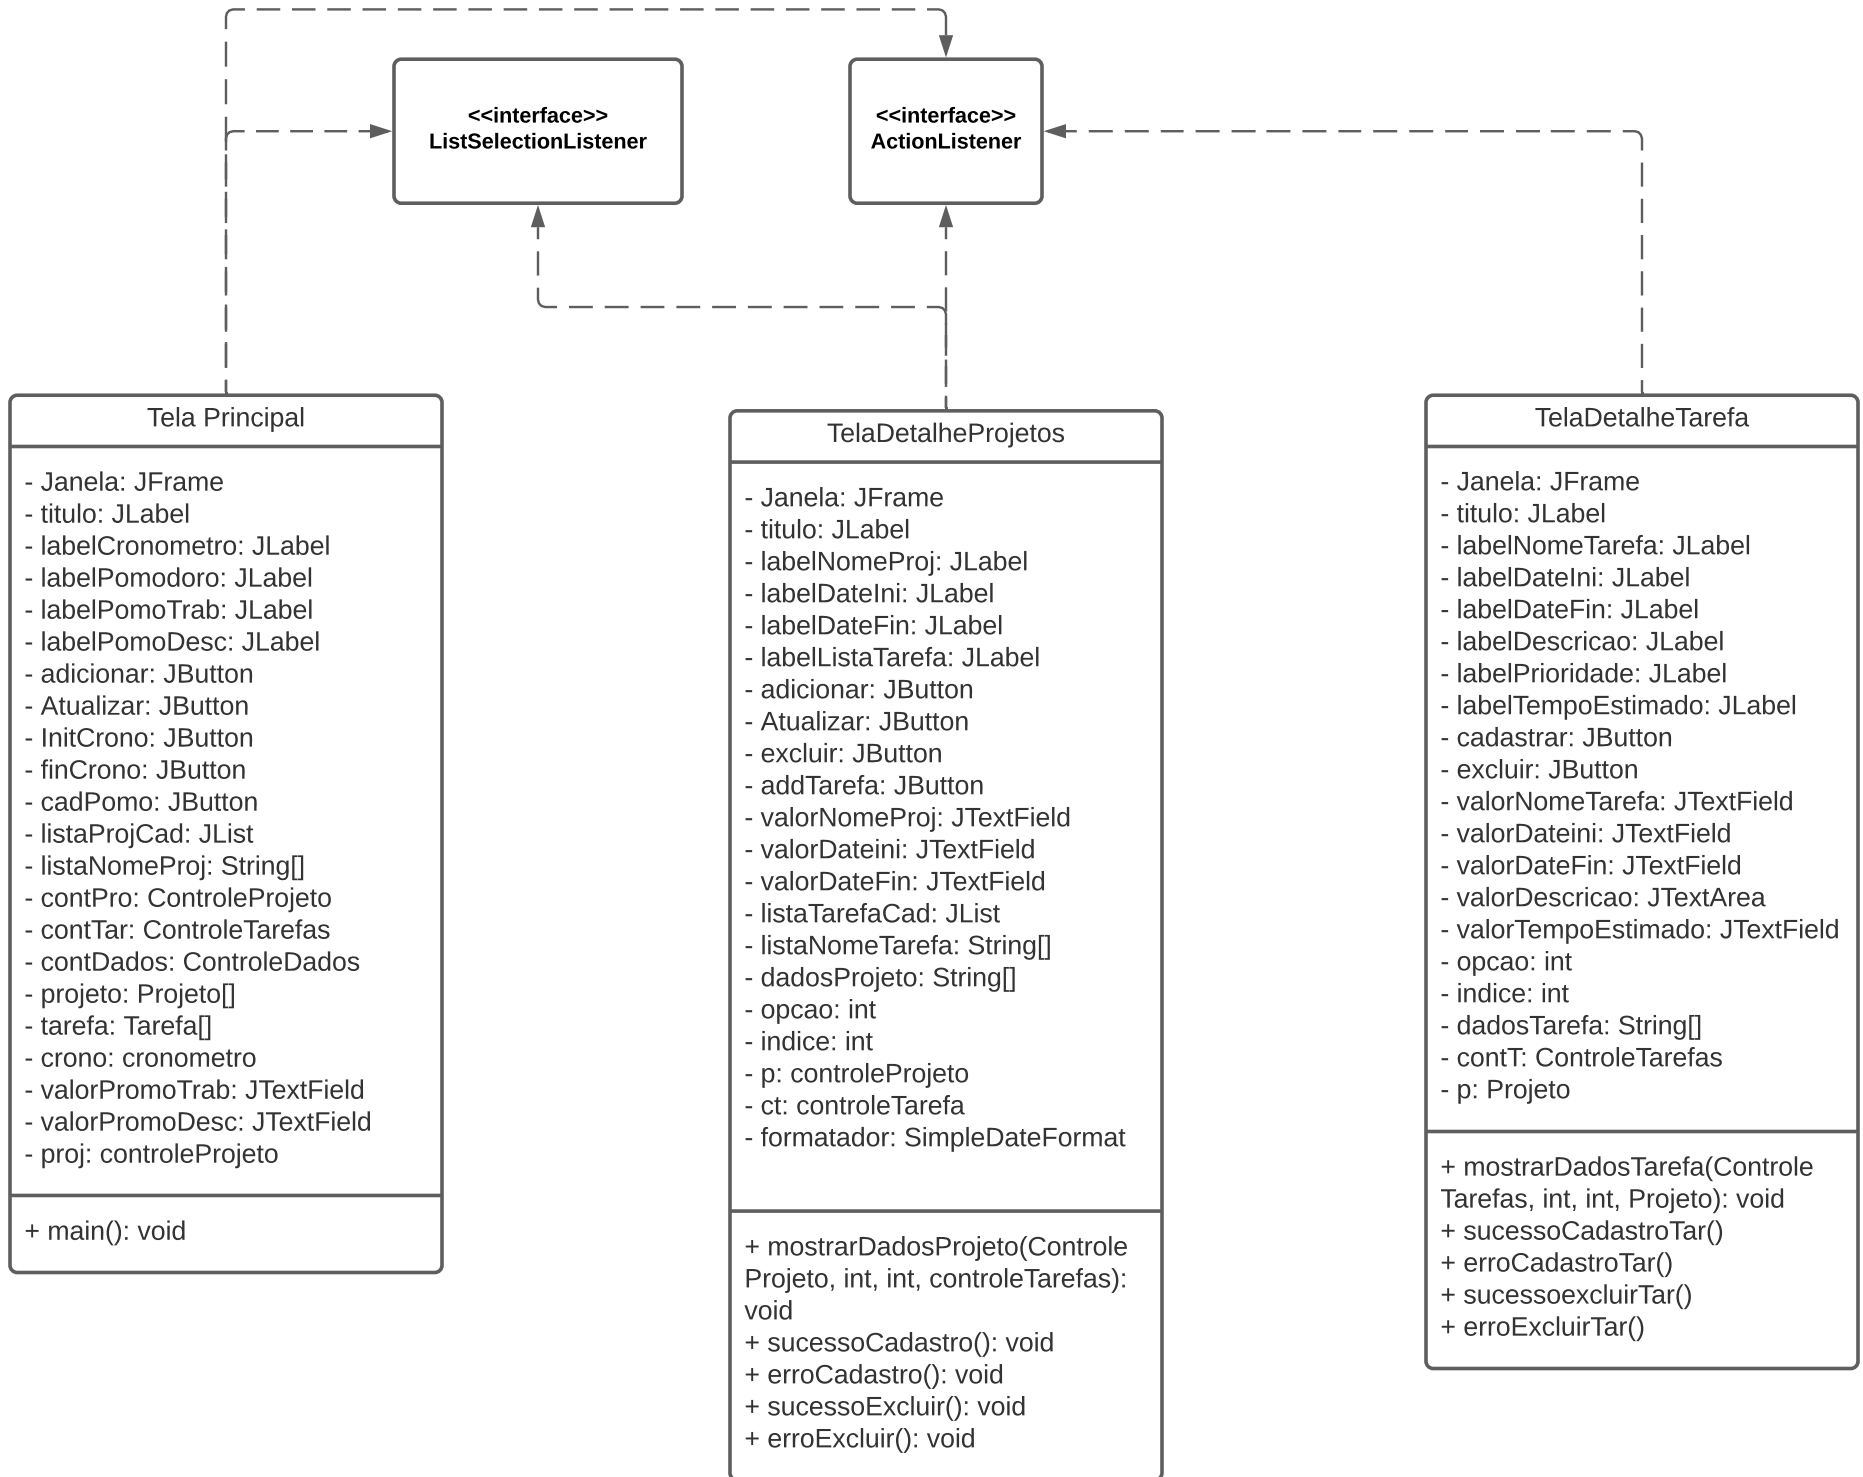 <<interface>>
ListSelectionListener
<<interface>>
ActionListener
Tela Principal
- Janela: JFrame
- titulo: JLabel
- labelCronometro: JLabel
- labelPomodoro: JLabel
- labelPomoTrab: JLabel
- labelPomoDesc: JLabel
- adicionar: JButton
- Atualizar: JButton
- InitCrono: JButton
- finCrono: JButton
- cadPomo: JButton
- listaProjCad: JList
- listaNomeProj: String[]
- contPro: ControleProjeto
- contTar: ControleTarefas
- contDados: ControleDados
- projeto: Projeto[]
- tarefa: Tarefa[]
- crono: cronometro
- valorPromoTrab: JTextField
- valorPromoDesc: JTextField
- proj: controleProjeto
+ main(): void
TelaDetalheProjetos
- Janela: JFrame
- titulo: JLabel
- labelNomeProj: JLabel
- labelDateIni: JLabel
- labelDateFin: JLabel
- labelListaTarefa: JLabel
- adicionar: JButton
- Atualizar: JButton
- excluir: JButton
- addTarefa: JButton
- valorNomeProj: JTextField
- valorDateini: JTextField
- valorDateFin: JTextField
- listaTarefaCad: JList
- listaNomeTarefa: String[]
- dadosProjeto: String[]
- opcao: int
- indice: int
- p: controleProjeto
- ct: controleTarefa
- formatador: SimpleDateFormat
+ mostrarDadosProjeto(Controle
Projeto, int, int, controleTarefas):
void
+ sucessoCadastro(): void
+ erroCadastro(): void
+ sucessoExcluir(): void
+ erroExcluir(): void
TelaDetalheTarefa
- Janela: JFrame
- titulo: JLabel
- labelNomeTarefa: JLabel
- labelDateIni: JLabel
- labelDateFin: JLabel
- labelDescricao: JLabel
- labelPrioridade: JLabel
- labelTempoEstimado: JLabel
- cadastrar: JButton
- excluir: JButton
- valorNomeTarefa: JTextField
- valorDateini: JTextField
- valorDateFin: JTextField
- valorDescricao: JTextArea
- valorTempoEstimado: JTextField
- opcao: int
- indice: int
- dadosTarefa: String[]
- contT: ControleTarefas
- p: Projeto
+ mostrarDadosTarefa(Controle
Tarefas, int, int, Projeto): void
+ sucessoCadastroTar()
+ erroCadastroTar()
+ sucessoexcluirTar()
+ erroExcluirTar()